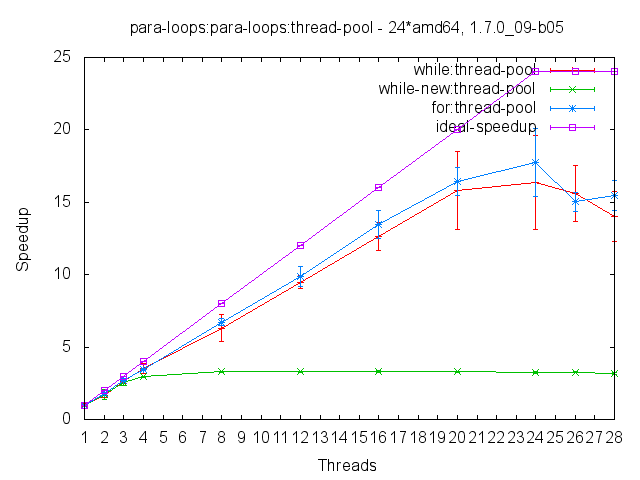 para-loops:para-loops:thread-pool - 24*amd64, 1.7.0_09-b05
25
20
15
10
5
0
Speedup
while:thread-pool
while-new:thread-pool
for:thread-pool
ideal-speedup
1 2 3 4 5 6 7 8 9 10 11 12 13 14 15 16 17 18 19 20 21 22 23 24 25 26 27 28
Threads